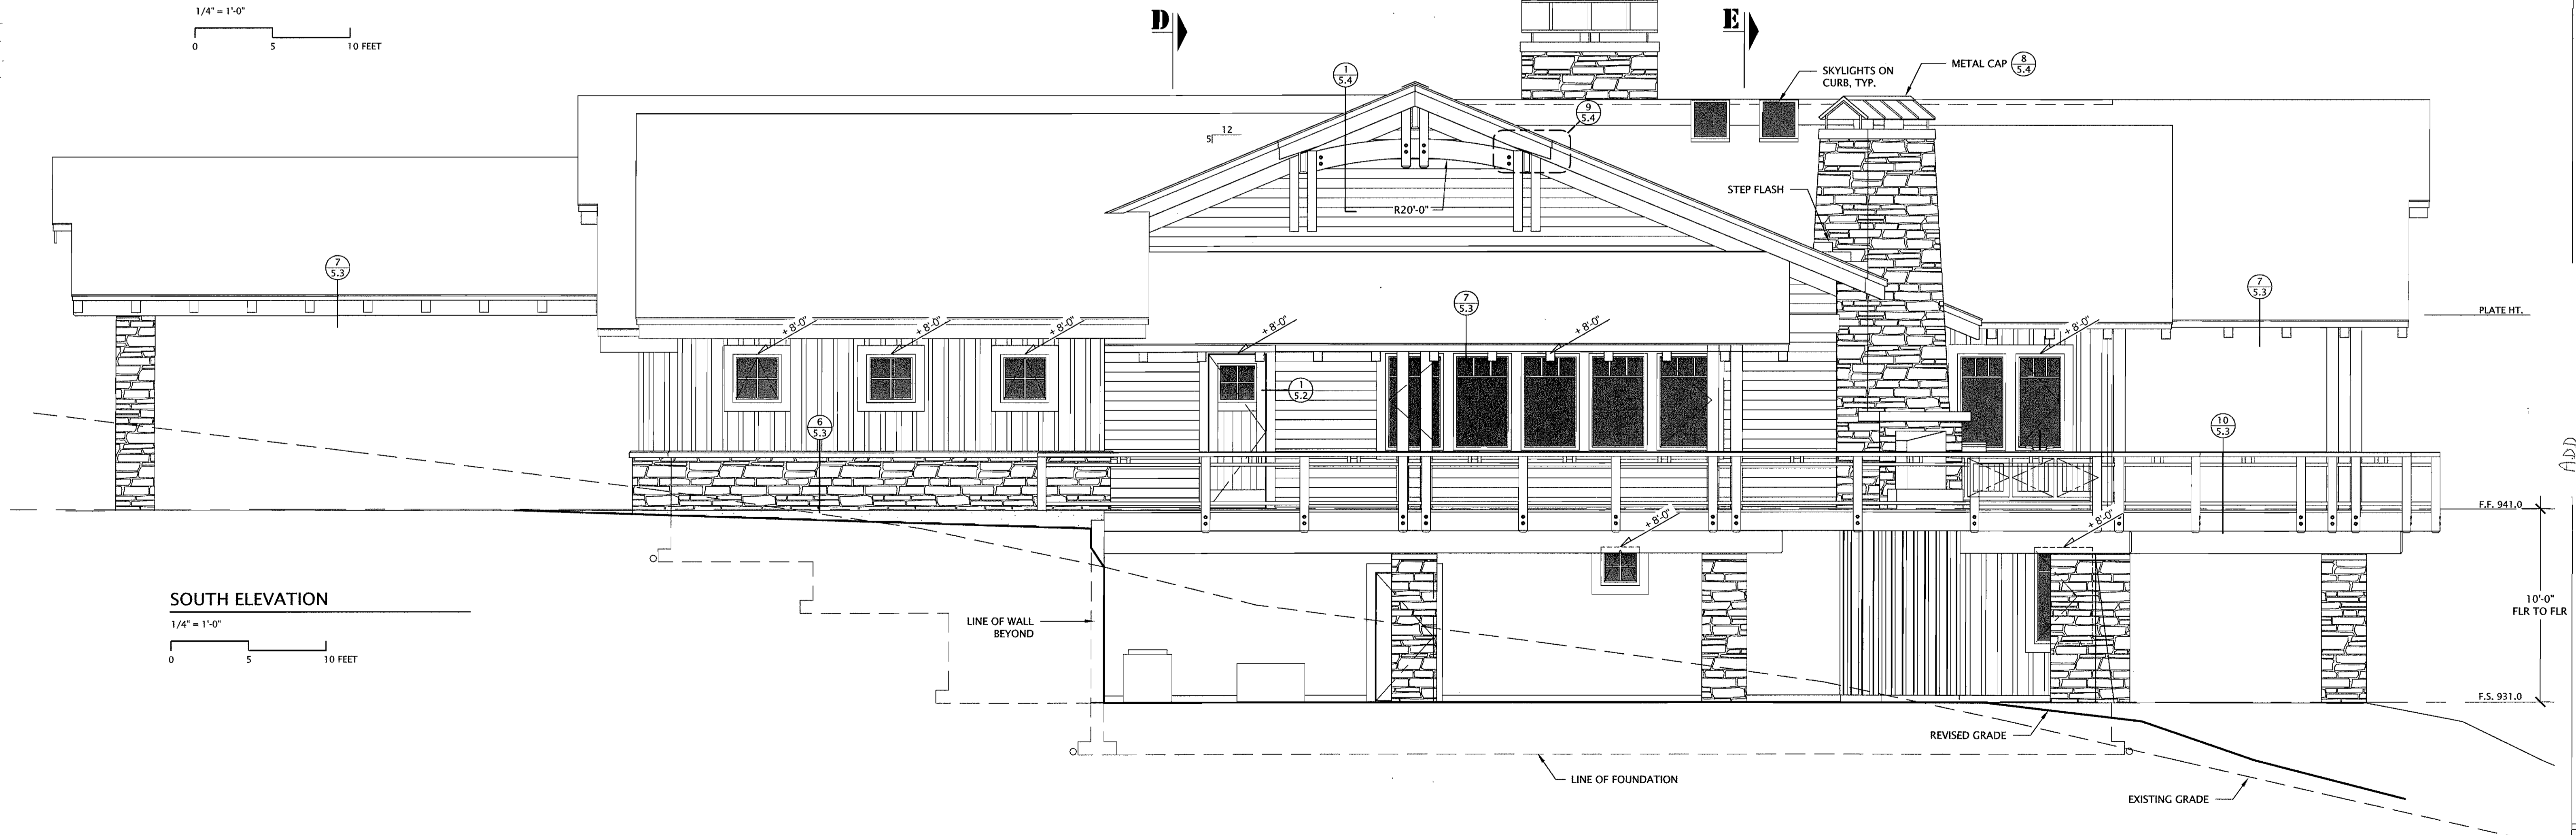 1/4" = 1'-0"
0 5 10 FEET
D
E
1
5.4
SKYLIGHTS ON
CURB, TYP.
METAL CAP
8
5.4
9
5.4
12
5
STEP FLASH
R20'-0"
7
5.3
7
5.3
7
5.3
PLATE HT.
+ 8'-0"
+ 8'-0"
+ 8'-0"
+ 8'-0"
+ 8'-0"
+ 8'-0"
1
5.2
6
5.3
10
5.3
ADD
F.F. 941.0
+ 8'-0"
+ 8'-0"
SOUTH ELEVATION
1/4" = 1'-0"
0 5 10 FEET
LINE OF WALL
BEYOND
10'-0"
FLR TO FLR
F.S. 931.0
REVISED GRADE
LINE OF FOUNDATION
EXISTING GRADE